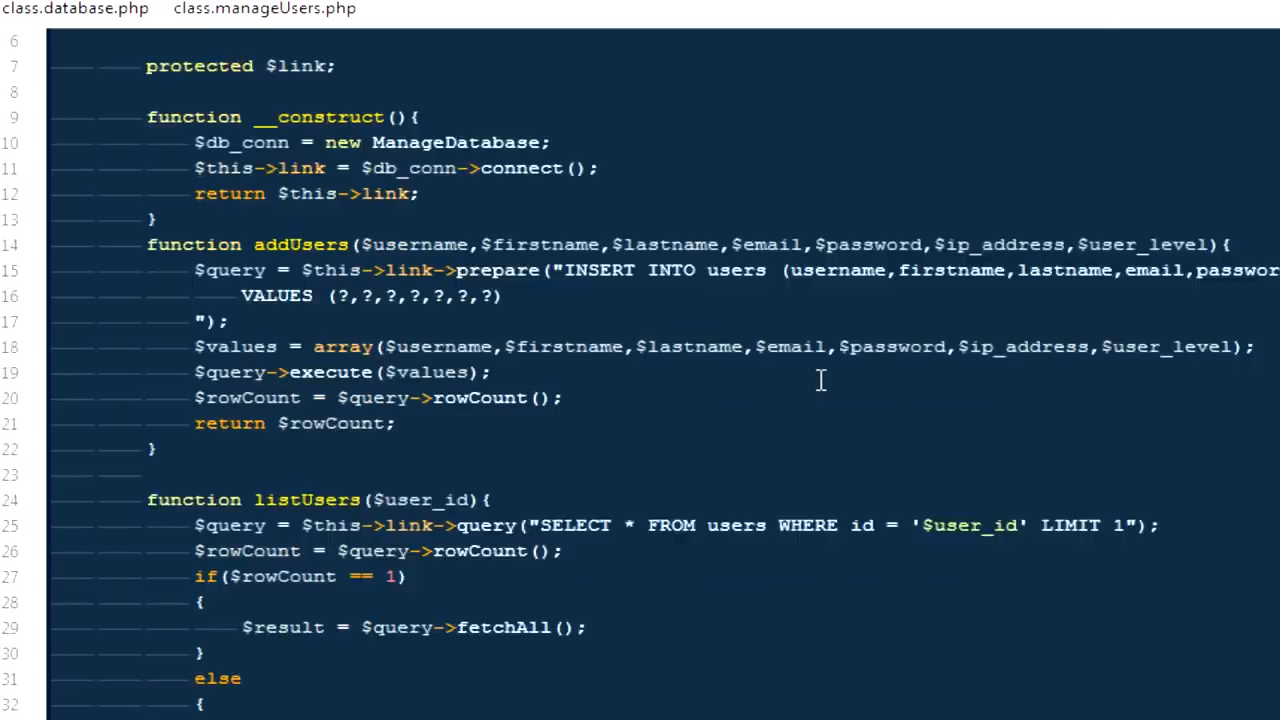 class.database.php class.manageUsers.php
6
7 protected $link;
8
9 function __construct(){
10 $db_conn = new ManageDatabase;
11 $this->link = $db_conn->connect();
12 return $this->link;
13 }
14 function addUsers($username,$firstname,$lastname,$email,$password,$ip_address,$user_level){
15 $query = $this->link->prepare("INSERT INTO users (username,firstname,lastname,email,passwor
16 VALUES (?,?,?,?,?,?,?)
17 ");
18 $values = array($username,$firstname,$lastname,$email,$password,$ip_address,$user_level);
19 $query->execute($values);
20 $rowCount = $query->rowCount();
21 return $rowCount;
22 }
23
24 function listUsers($user_id){
25 $query = $this->link->query("SELECT * FROM users WHERE id = '$user_id' LIMIT 1");
26 $rowCount = $query->rowCount();
27 if($rowCount == 1)
28 {
29 $result = $query->fetchAll();
30 }
31 else
32 {